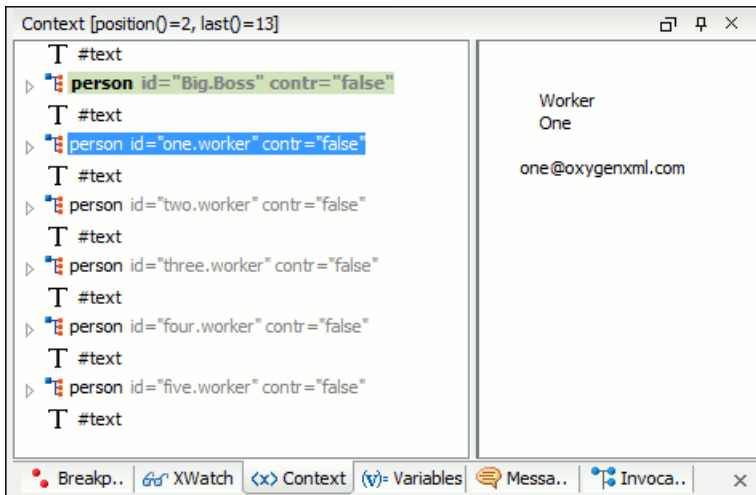 Context [position()=2, last()=13]
#text
person id="Big.Boss" contr="false"
#text
person id="one.worker" contr="false"
#text
person id="two.worker" contr="false"
#text
person id="three.worker" contr="false"
#text
person id="four.worker" contr="false"
#text
person id="five.worker" contr="false"
#text
Worker
One
one@oxygenxml.com
Breakp.. XWatch <x> Context (v)= Variables Messa.. Invoca..